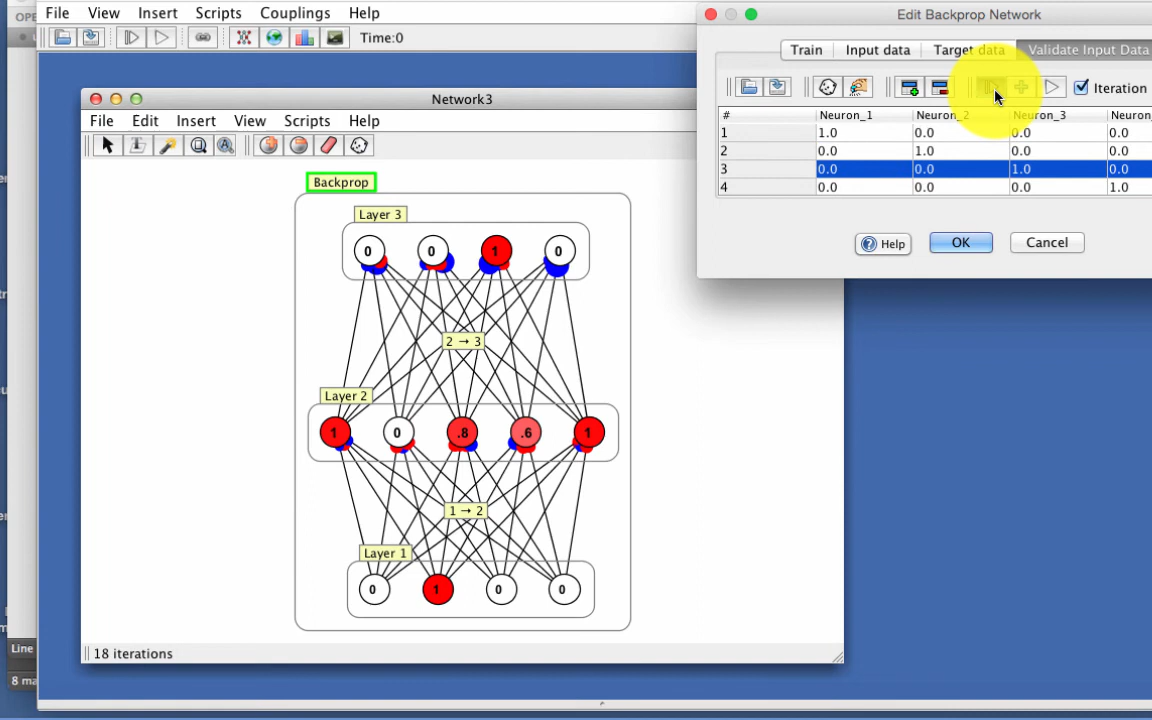 OPE
File View Insert Scripts Couplings Help
Time:0
Edit Backprop Network
Train Input data Target data Validate Input Data
Iteration
# Neuron_1 Neuron_2 Neuron_3 Neuron_
1 1.0 0.0 0.0 0.0
2 0.0 1.0 0.0 0.0
3 0.0 0.0 1.0 0.0
4 0.0 0.0 0.0 1.0
Help OK Cancel
Network3
File Edit Insert View Scripts Help
Backprop
Layer 3
0 0 1 0
2 → 3
Layer 2
1 0 .8 .6 1
1 → 2
Layer 1
0 1 0 0
18 iterations
Line
8 ma